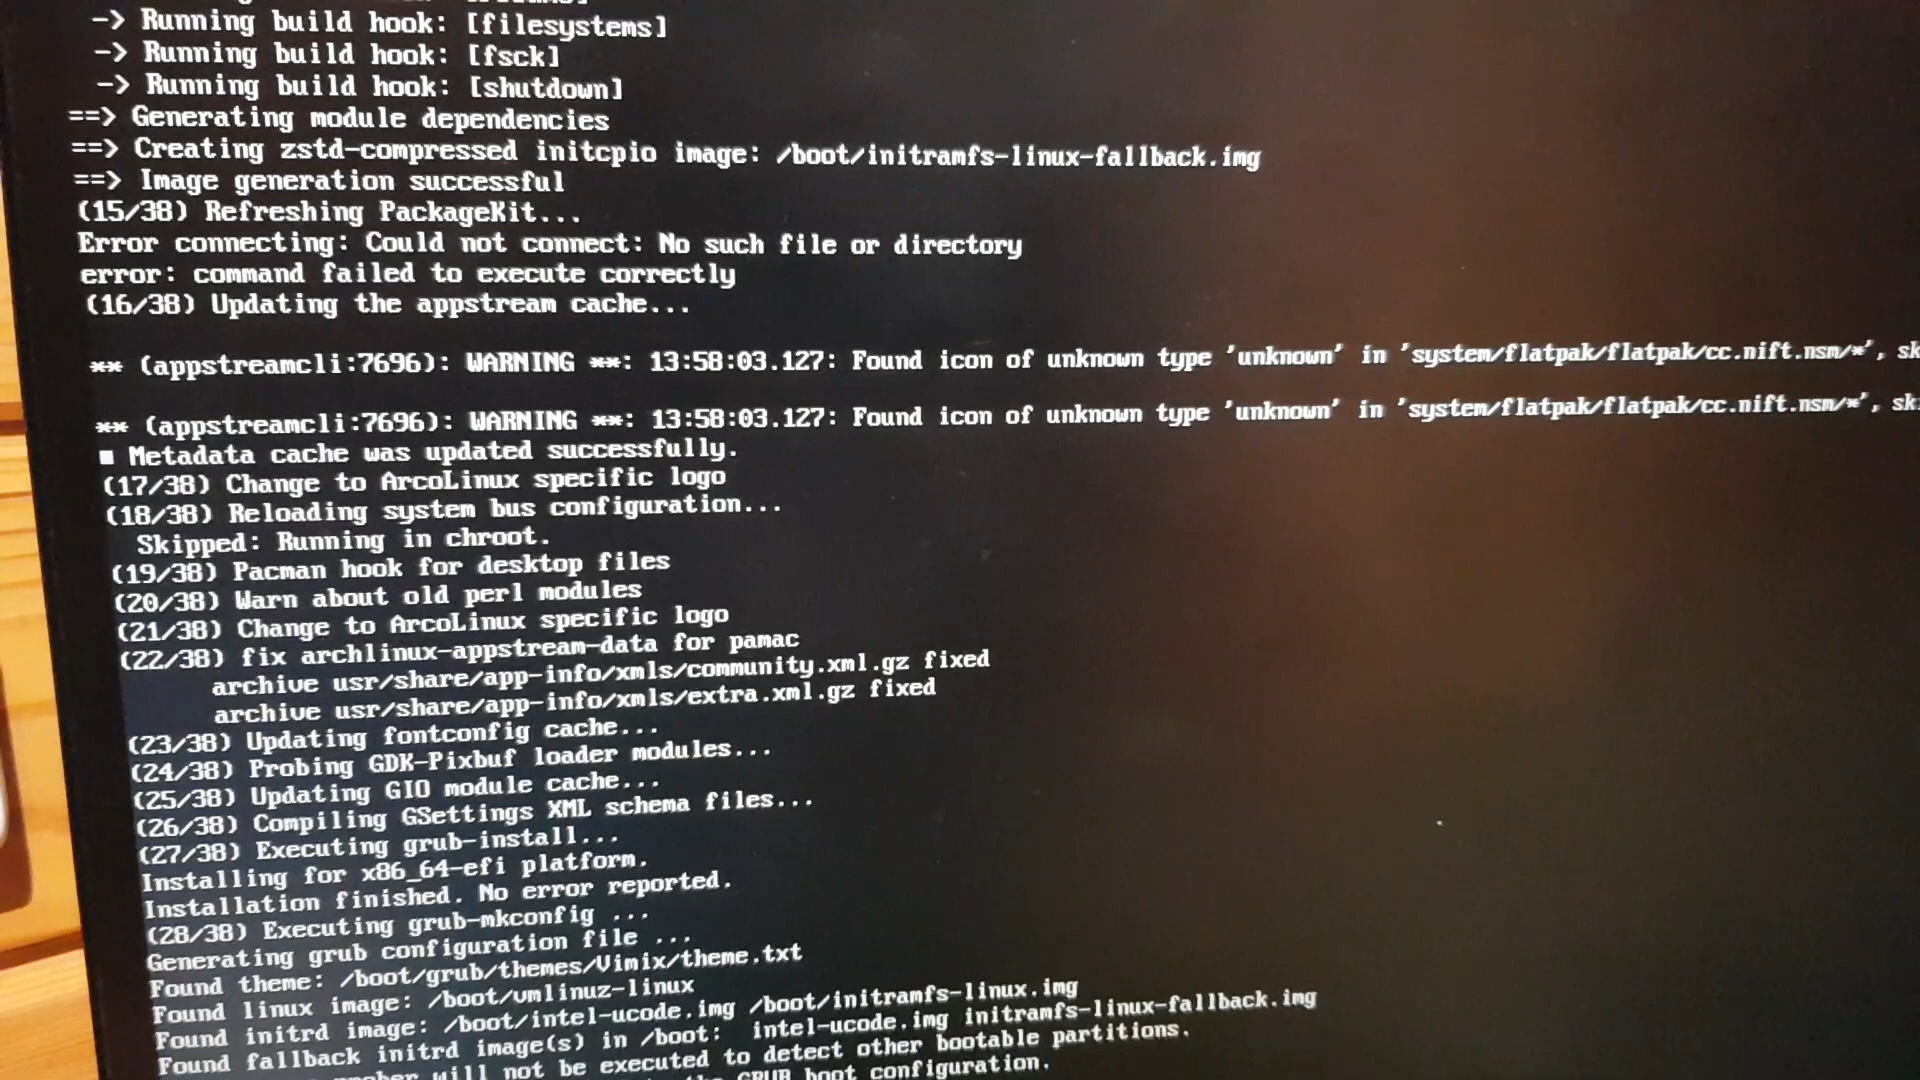 -> Running build hook: [filesystems]
-> Running build hook: [fsck]
-> Running build hook: [shutdown]
==> Generating module dependencies
==> Creating zstd-compressed initcpio image: /boot/initramfs-linux-fallback.img
==> Image generation successful
(15/38) Refreshing PackageKit...
Error connecting: Could not connect: No such file or directory
error: command failed to execute correctly
(16/38) Updating the appstream cache...
** (appstreamcli:7696): WARNING **: 13:58:03.127: Found icon of unknown type 'unknown' in 'system/flatpak/flatpak/cc.nift.nsm/*', sk
** (appstreamcli:7696): WARNING **: 13:58:03.127: Found icon of unknown type 'unknown' in 'system/flatpak/flatpak/cc.nift.nsm/*', ski
■ Metadata cache was updated successfully.
(17/38) Change to ArcoLinux specific logo
(18/38) Reloading system bus configuration...
Skipped: Running in chroot.
(19/38) Pacman hook for desktop files
(20/38) Warn about old perl modules
(21/38) Change to ArcoLinux specific logo
(22/38) fix archlinux-appstream-data for pamac
archive usr/share/app-info/xmls/community.xml.gz fixed
archive usr/share/app-info/xmls/extra.xml.gz fixed
(23/38) Updating fontconfig cache...
(24/38) Probing GDK-Pixbuf loader modules...
(25/38) Updating GIO module cache...
(26/38) Compiling GSettings XML schema files...
(27/38) Executing grub-install...
Installing for x86_64-efi platform.
Installation finished. No error reported.
(28/38) Executing grub-mkconfig ...
Generating grub configuration file ...
Found theme: /boot/grub/themes/Vimix/theme.txt
Found linux image: /boot/vmlinuz-linux
Found initrd image: /boot/intel-ucode.img /boot/initramfs-linux.img
Found fallback initrd image(s) in /boot: intel-ucode.img initramfs-linux-fallback.img
will not be executed to detect other bootable partitions.
GRUB boot configuration.